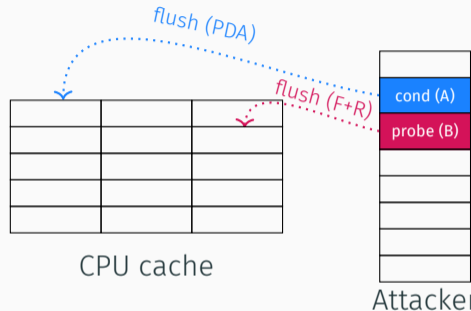 flush (PDA)
flush (F+R)
cond (A)
probe (B)
CPU cache
Attacker